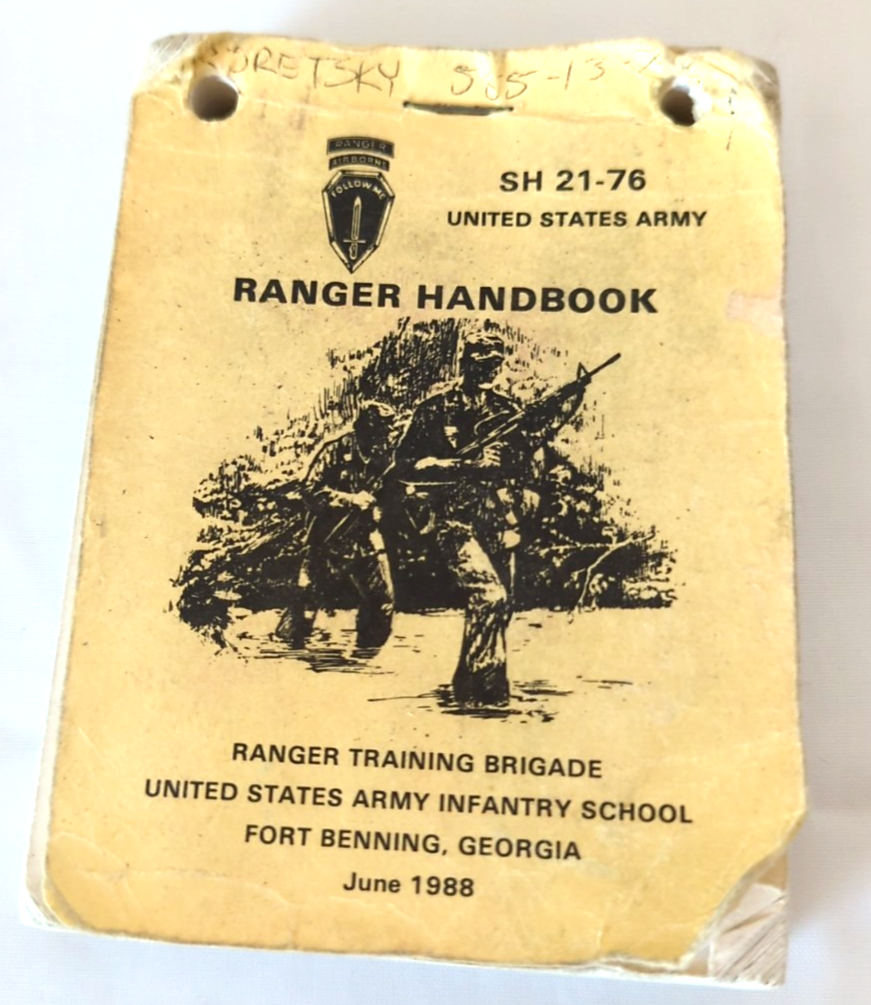 RANGER
AIRBORNE
FOLLOW ME
SH 21-76
UNITED STATES ARMY
RANGER HANDBOOK
RANGER TRAINING BRIGADE
UNITED STATES ARMY INFANTRY SCHOOL
FORT BENNING, GEORGIA
June 1988